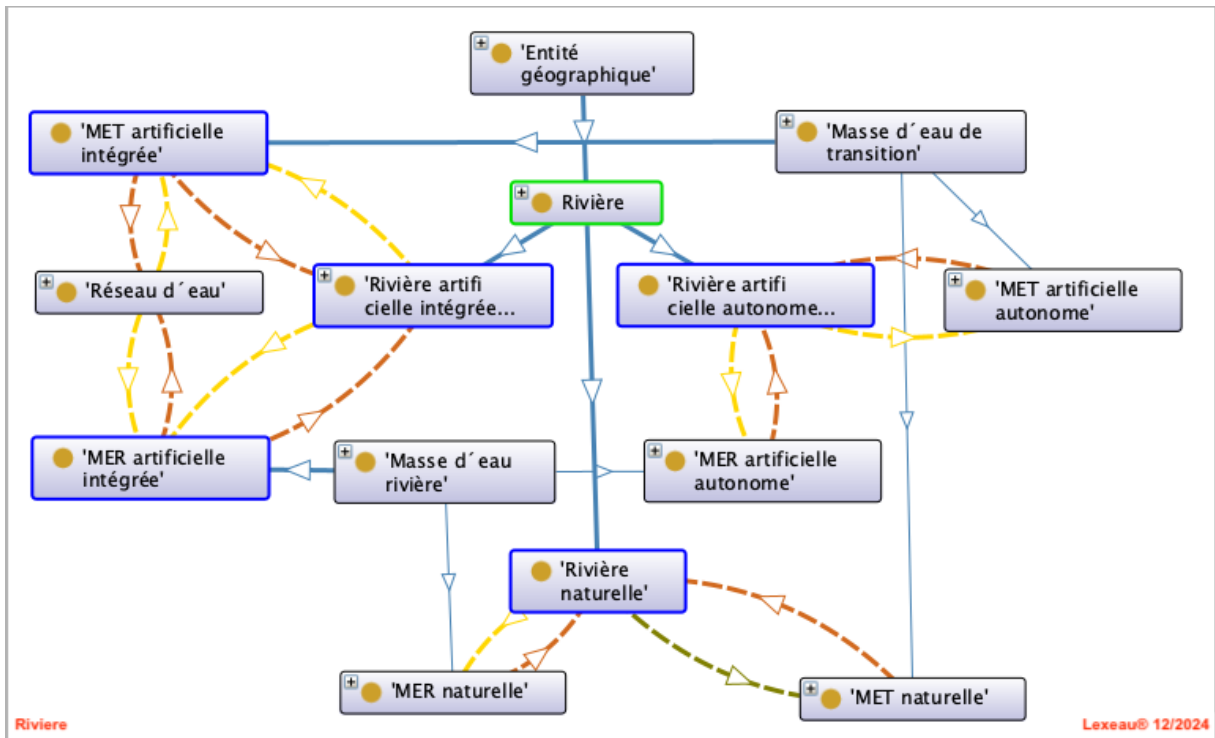 'Entité
géographique'
'MET artificielle
intégrée'
'Masse d´eau de
transition'
Rivière
'Réseau d´eau'
'Rivière artifi
cielle intégrée...
'Rivière artifi
cielle autonome...
'MET artificielle
autonome'
'MER artificielle
intégrée'
'Masse d´eau
rivière'
'MER artificielle
autonome'
'Rivière
naturelle'
'MER naturelle'
'MET naturelle'
Riviere
Lexeau® 12/2024